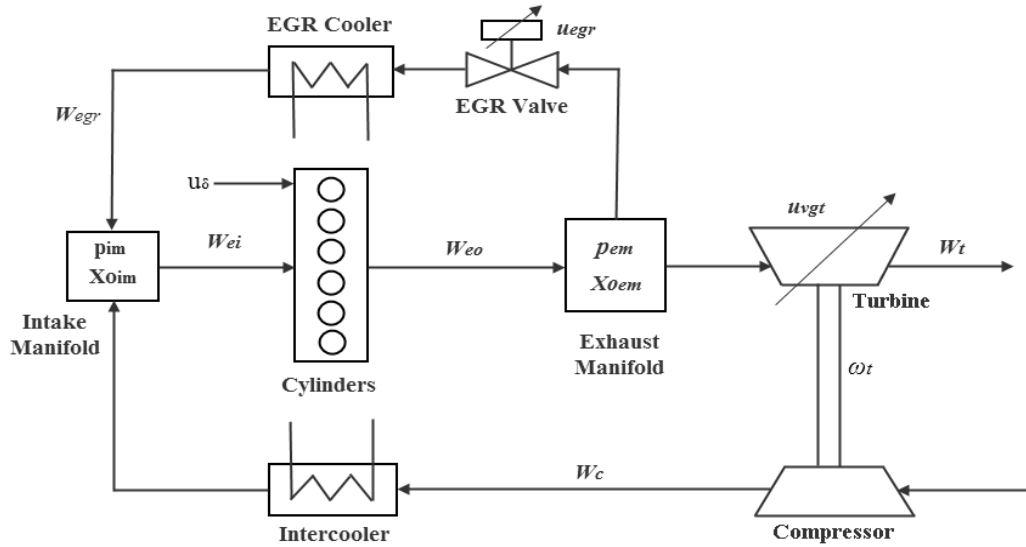 EGR Cooler
uegr
EGR Valve
Wegr
uδ
pim
XOim
Wei
Weo
pem
XOem
uvgt
Wt
Turbine
Intake
Manifold
Exhaust
Manifold
Cylinders
ωt
Wc
Intercooler
Compressor